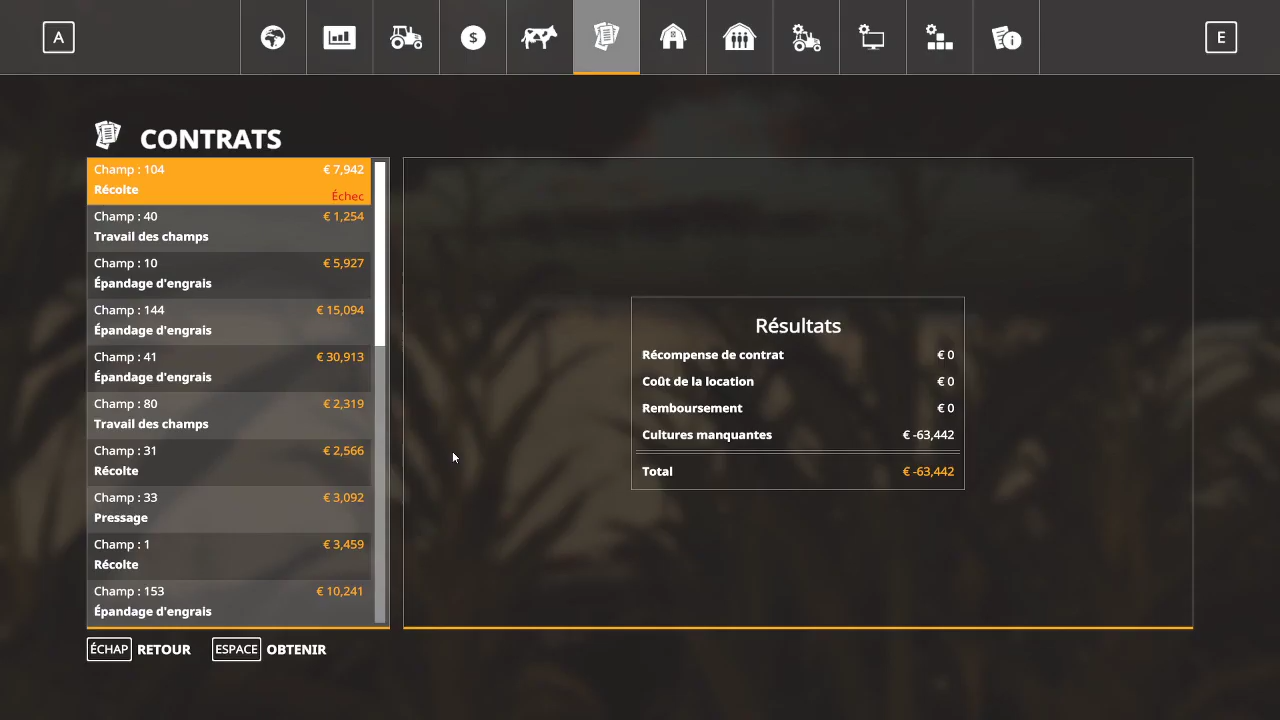 A
$
E
CONTRATS
Champ : 104 € 7,942
Récolte Échec
Champ : 40 € 1,254
Travail des champs
Champ : 10 € 5,927
Épandage d'engrais
Champ : 144 € 15,094
Épandage d'engrais
Champ : 41 € 30,913
Épandage d'engrais
Champ : 80 € 2,319
Travail des champs
Champ : 31 € 2,566
Récolte
Champ : 33 € 3,092
Pressage
Champ : 1 € 3,459
Récolte
Champ : 153 € 10,241
Épandage d'engrais
Résultats
Récompense de contrat € 0
Coût de la location € 0
Remboursement € 0
Cultures manquantes € -63,442
Total € -63,442
ÉCHAP RETOUR ESPACE OBTENIR